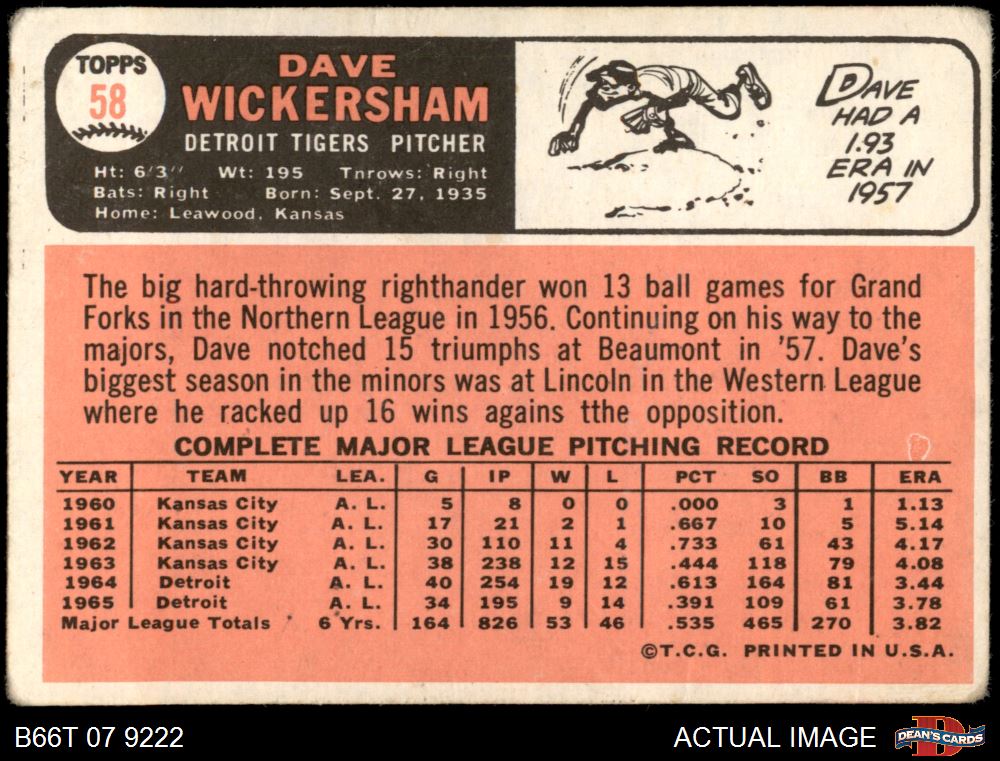 TOPPS
58
DAVE
WICKERSHAM
DETROIT TIGERS PITCHER
Ht: 6'3" Wt: 195 Tnrows: Right
Bats: Right Born: Sept. 27, 1935
Home: Leawood, Kansas
DAVE
HAD A
1.93
ERA IN
1957
The big hard-throwing righthander won 13 ball games for Grand
Forks in the Northern League in 1956. Continuing on his way to the
majors, Dave notched 15 triumphs at Beaumont in '57. Dave's
biggest season in the minors was at Lincoln in the Western League
where he racked up 16 wins agains tthe opposition.
COMPLETE MAJOR LEAGUE PITCHING RECORD
YEAR TEAM LEA. G IP W L PCT SO BB ERA
1960 Kansas City A. L. 5 8 0 0 .000 3 1 1.13
1961 Kansas City A. L. 17 21 2 1 .667 10 5 5.14
1962 Kansas City A. L. 30 110 11 4 .733 61 43 4.17
1963 Kansas City A. L. 38 238 12 15 .444 118 79 4.08
1964 Detroit A. L. 40 254 19 12 .613 164 81 3.44
1965 Detroit A. L. 34 195 9 14 .391 109 61 3.78
Major League Totals 6 Yrs. 164 826 53 46 .535 465 270 3.82
©T.C.G. PRINTED IN U.S.A.
B66T 07 9222
ACTUAL IMAGE
D
DEAN'S CARDS